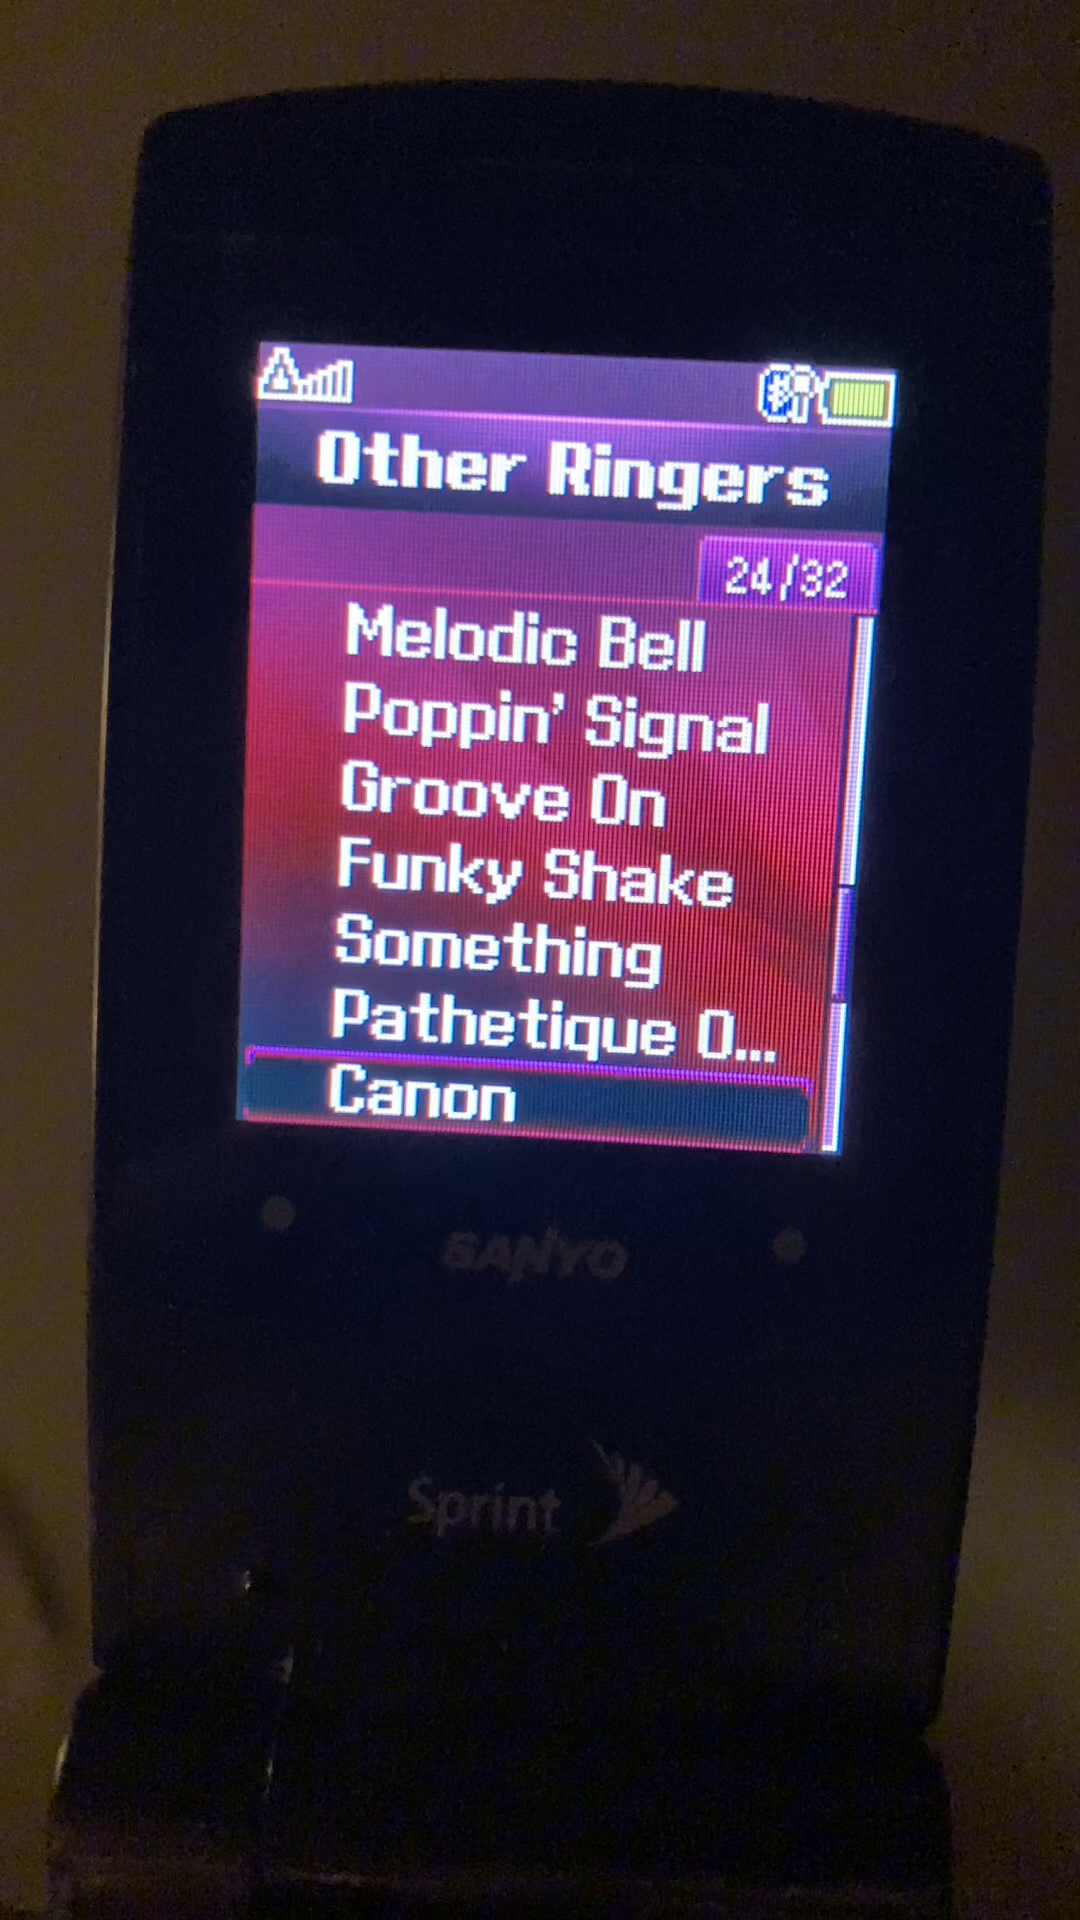 Other Ringers
24/32
Melodic Bell
Poppin' Signal
Groove On
Funky Shake
Something
Pathetique O...
Canon
SANYO
Sprint